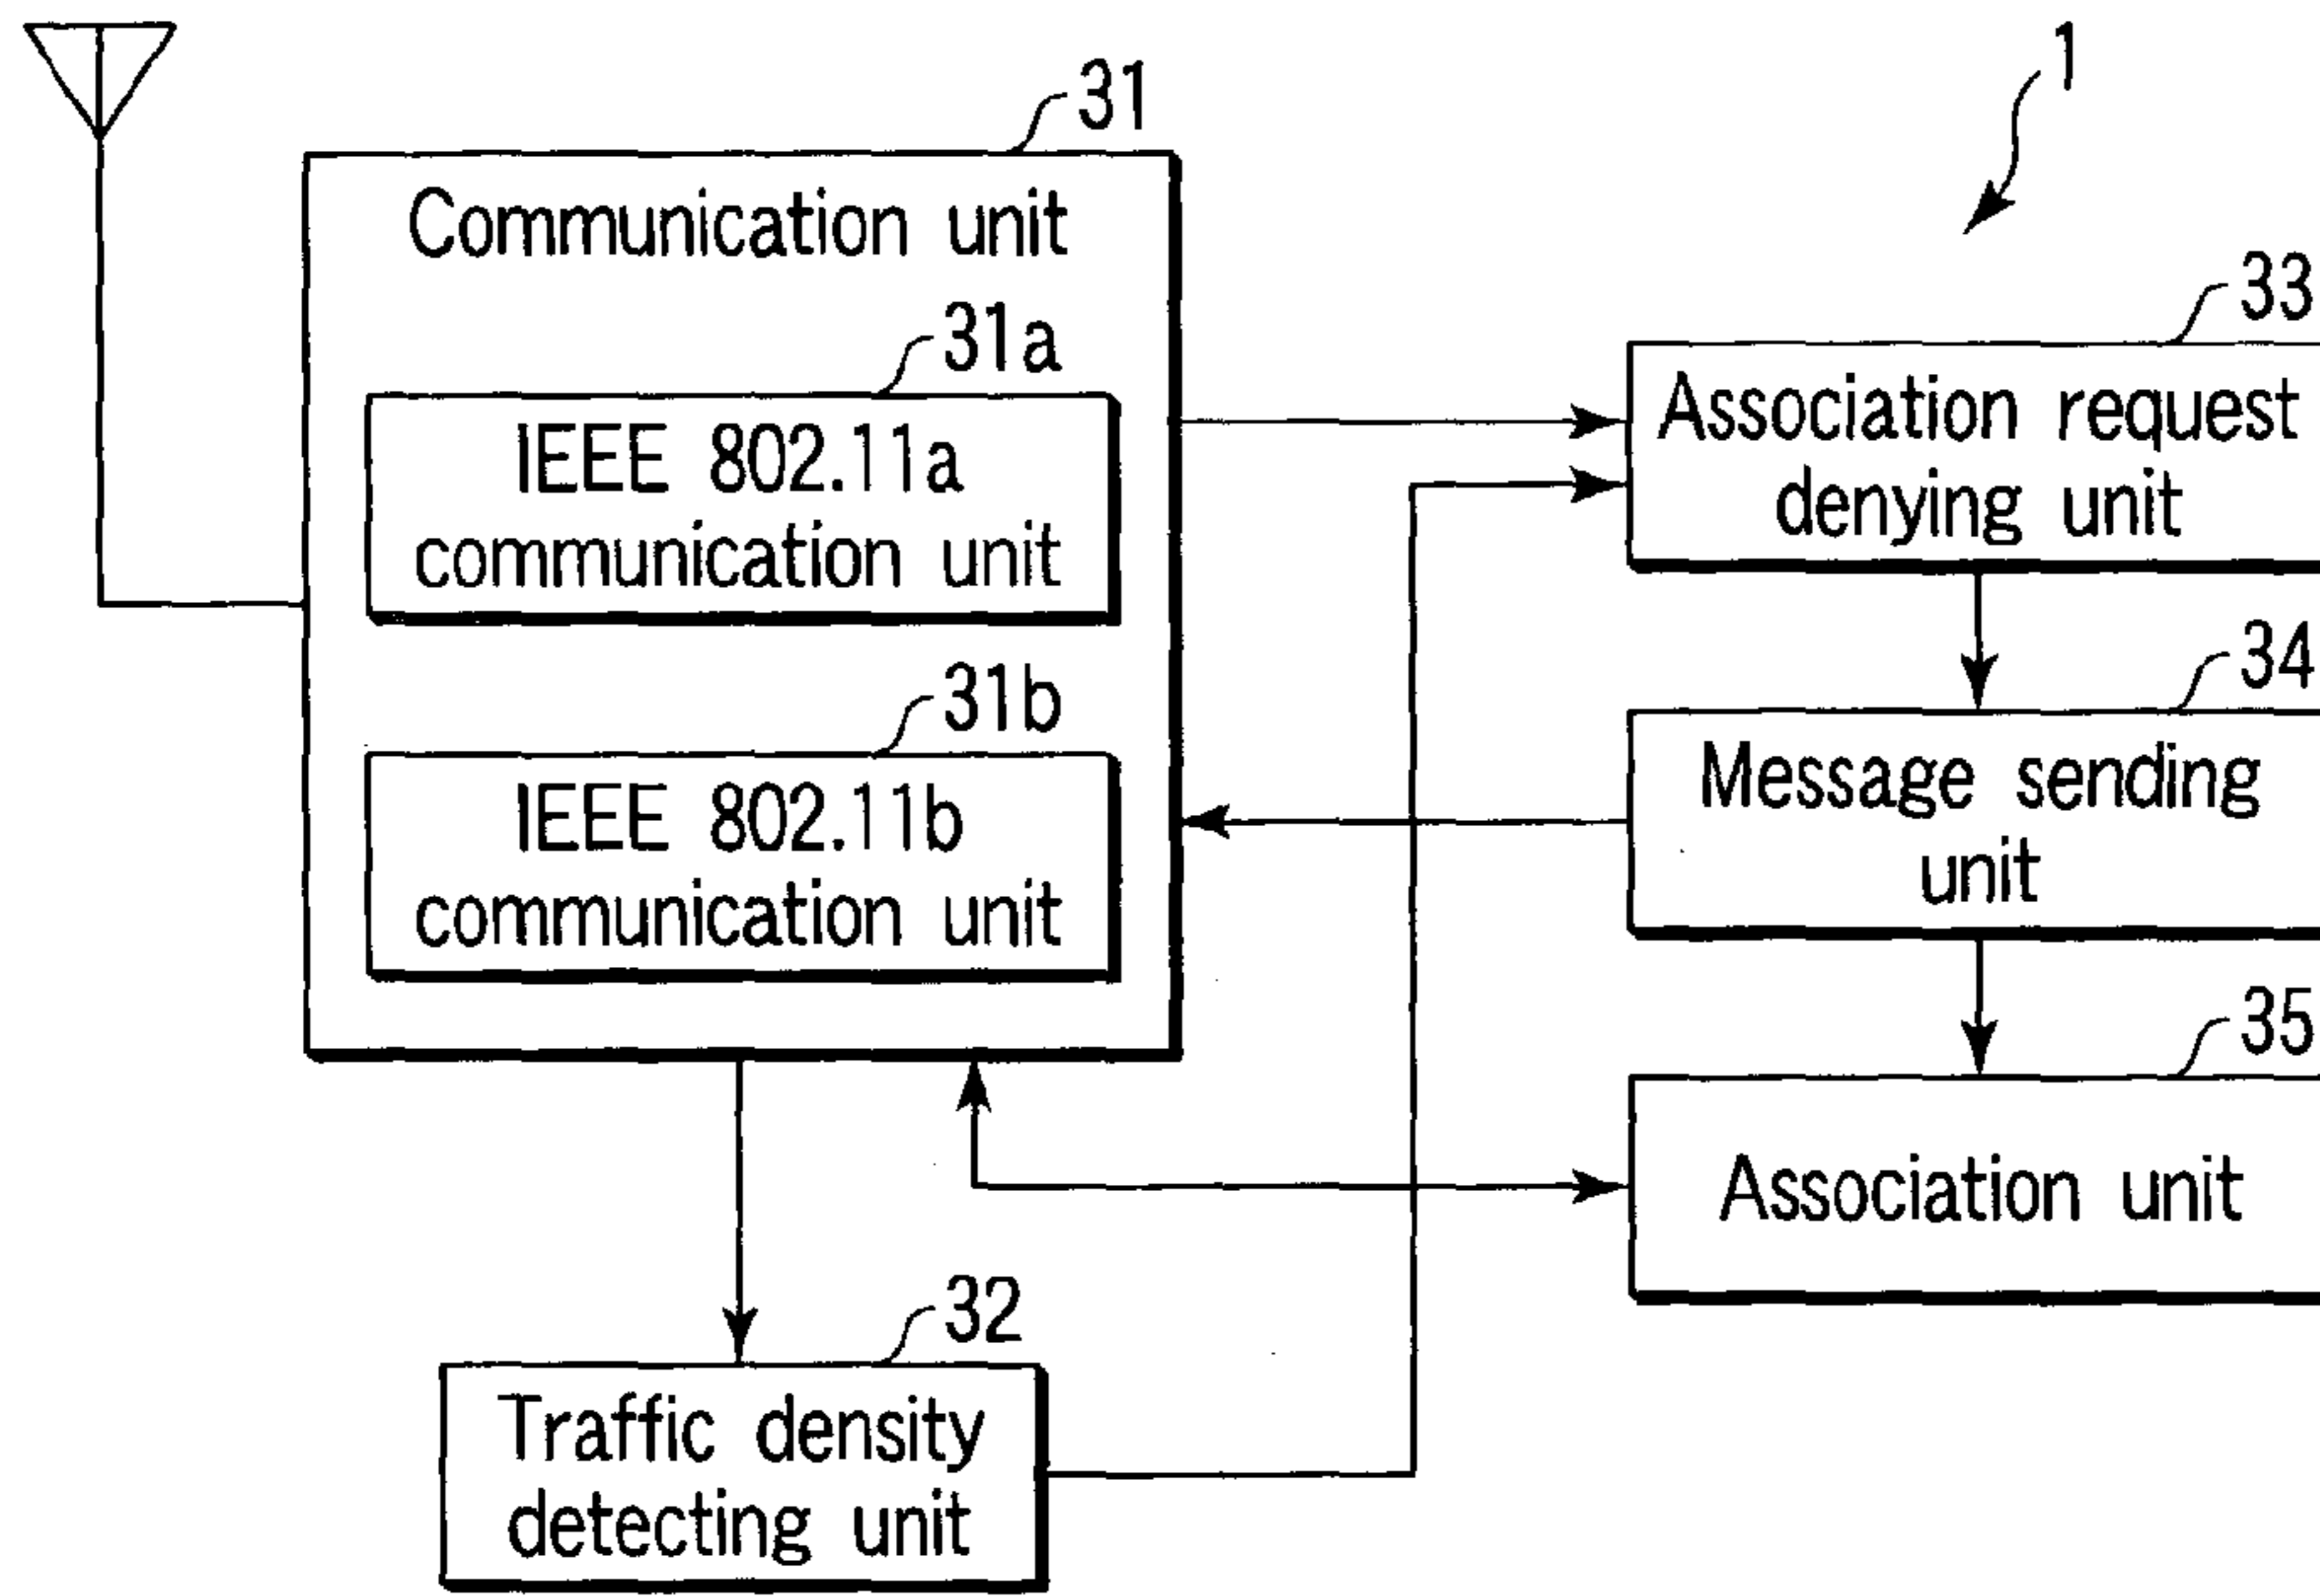 1
31
Communication unit
31a
IEEE 802.11a
communication unit
31b
IEEE 802.11b
communication unit
33
Association request
denying unit
34
Message sending
unit
35
Association unit
32
Traffic density
detecting unit